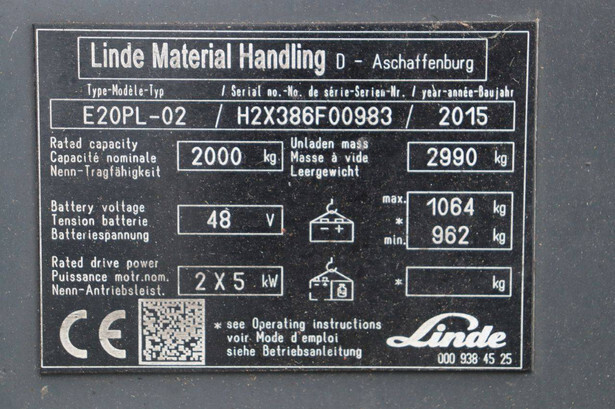 Linde Material Handling D - Aschaffenburg
Type-Modèle-Typ / Serial no.-No. de série-Serien-Nr. / year-année-Baujahr
E20PL-02 / H2X386F00983 / 2015
Rated capacity
Capacité nominale
Nenn-Tragfähigkeit
2000 kg
Unladen mass
Masse à vide
Leergewicht
2990 kg
Battery voltage
Tension batterie
Batteriespannung
48 V
max. 1064 kg
*
min. 962 kg
Rated drive power
Puissance motr.nom.
Nenn-Antriebsleist.
2 X 5 kW
* kg
CE
* see Operating instructions
voir Mode d'emploi
siehe Betriebsanleitung
Linde
000 938 45 25